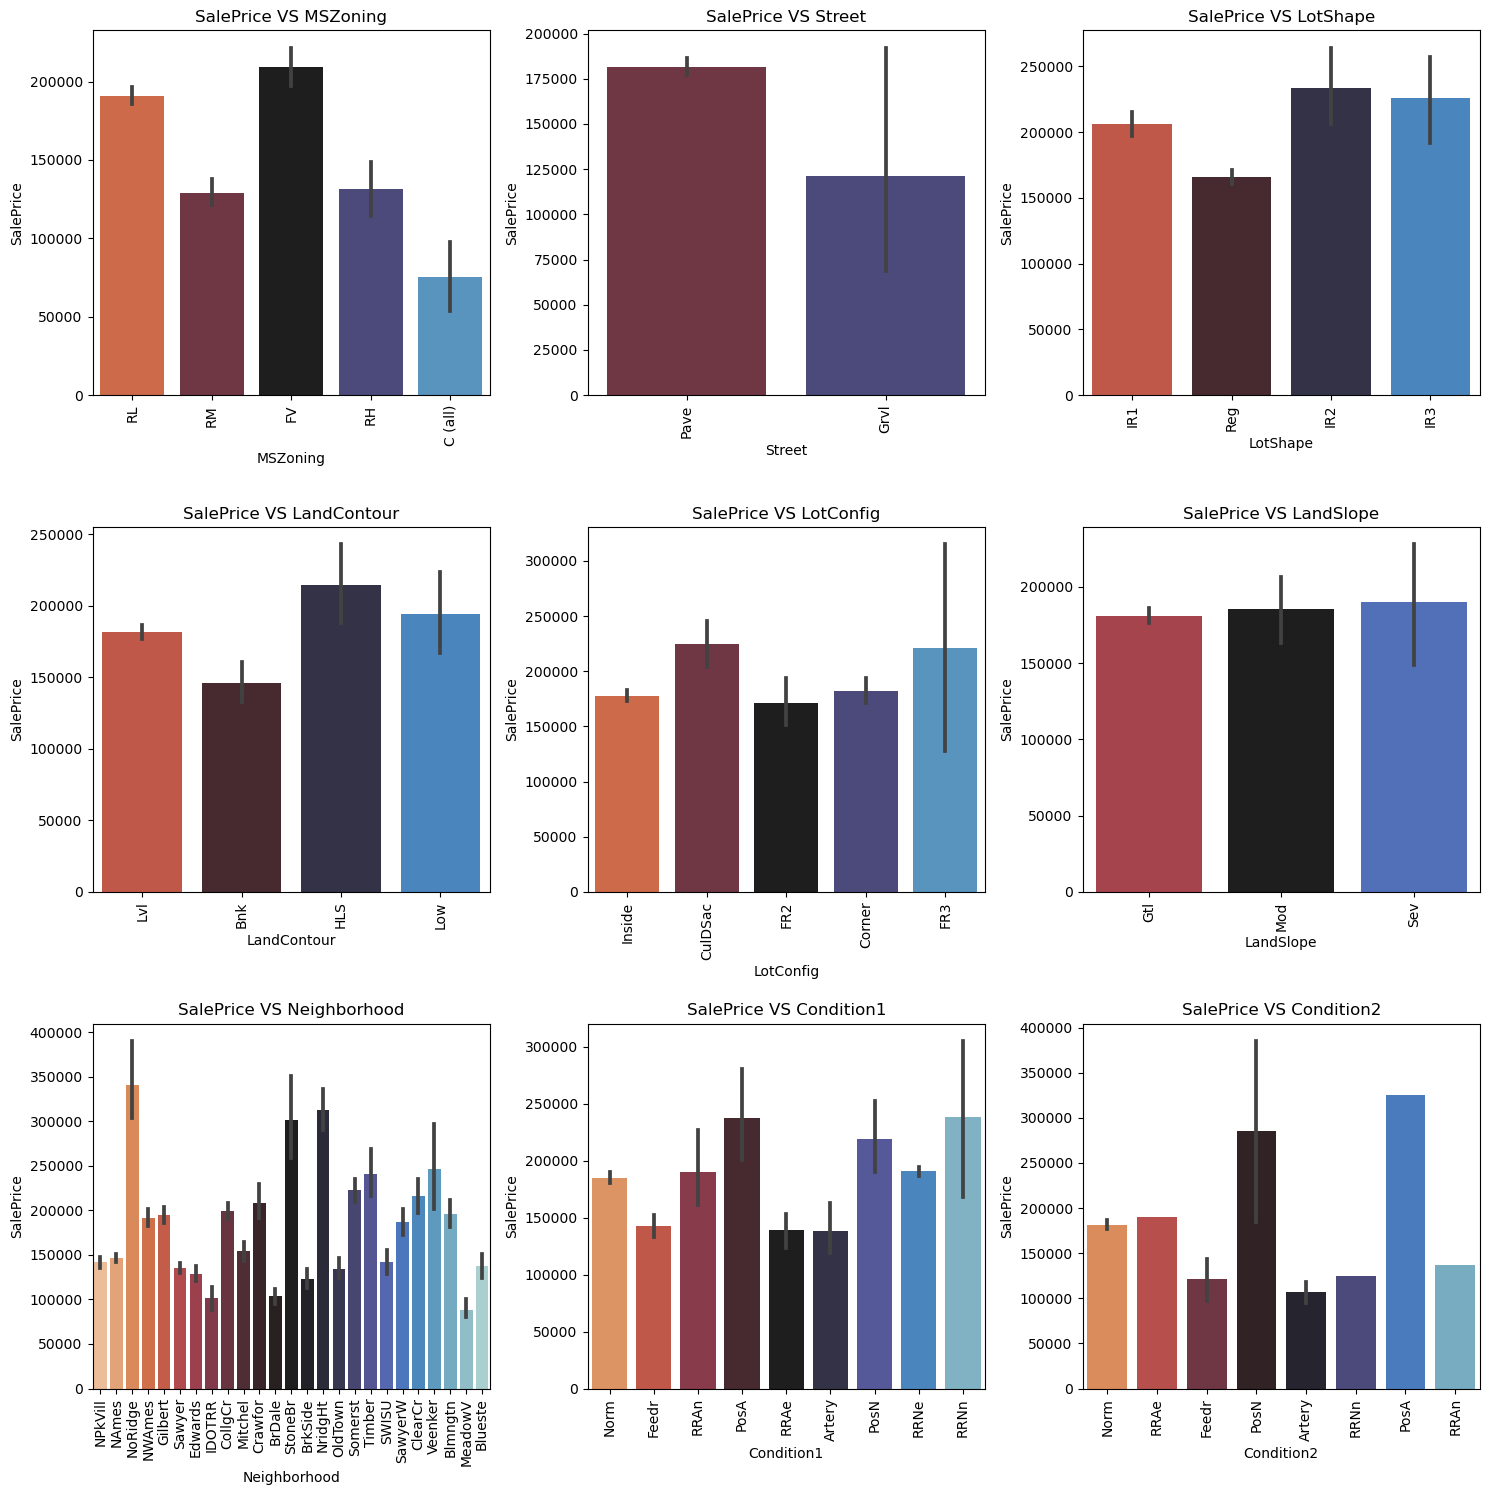 SalePrice VS MSZoning
SalePrice
200000
150000
100000
50000
0
RL
RM
FV
RH
C (all)
MSZoning
SalePrice VS Street
SalePrice
200000
175000
150000
125000
100000
75000
50000
25000
0
Pave
Grvl
Street
SalePrice VS LotShape
SalePrice
250000
200000
150000
100000
50000
0
IR1
Reg
IR2
IR3
LotShape
SalePrice VS LandContour
SalePrice
250000
200000
150000
100000
50000
0
Lvl
Bnk
HLS
Low
LandContour
SalePrice VS LotConfig
SalePrice
300000
250000
200000
150000
100000
50000
0
Inside
CulDSac
FR2
Corner
FR3
LotConfig
SalePrice VS LandSlope
SalePrice
200000
150000
100000
50000
0
Gtl
Mod
Sev
LandSlope
SalePrice VS Neighborhood
SalePrice
400000
350000
300000
250000
200000
150000
100000
50000
0
NPkVill
NAmes
NoRidge
NWAmes
Gilbert
Sawyer
Edwards
IDOTRR
CollgCr
Mitchel
Crawfor
BrDale
StoneBr
BrkSide
NridgHt
OldTown
Somerst
Timber
SWISU
SawyerW
ClearCr
Veenker
Blmngtn
MeadowV
Blueste
Neighborhood
SalePrice VS Condition1
SalePrice
300000
250000
200000
150000
100000
50000
0
Norm
Feedr
RRAn
PosA
RRAe
Artery
PosN
RRNe
RRNn
Condition1
SalePrice VS Condition2
SalePrice
400000
350000
300000
250000
200000
150000
100000
50000
0
Norm
RRAe
Feedr
PosN
Artery
RRNn
PosA
RRAn
Condition2